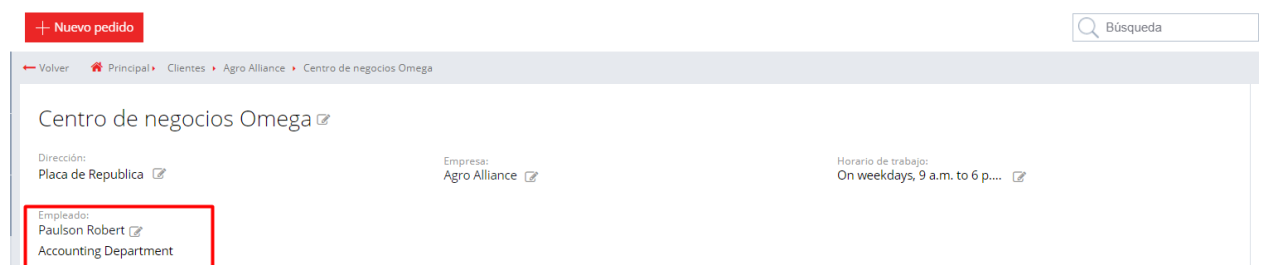 Nuevo pedido
Búsqueda
Volver Principal Clientes Agro Alliance Centro de negocios Omega
Centro de negocios Omega
Dirección:
Placa de Republica
Empresa:
Agro Alliance
Horario de trabajo:
On weekdays, 9 a.m. to 6 p....
Empleado:
Paulson Robert
Accounting Department